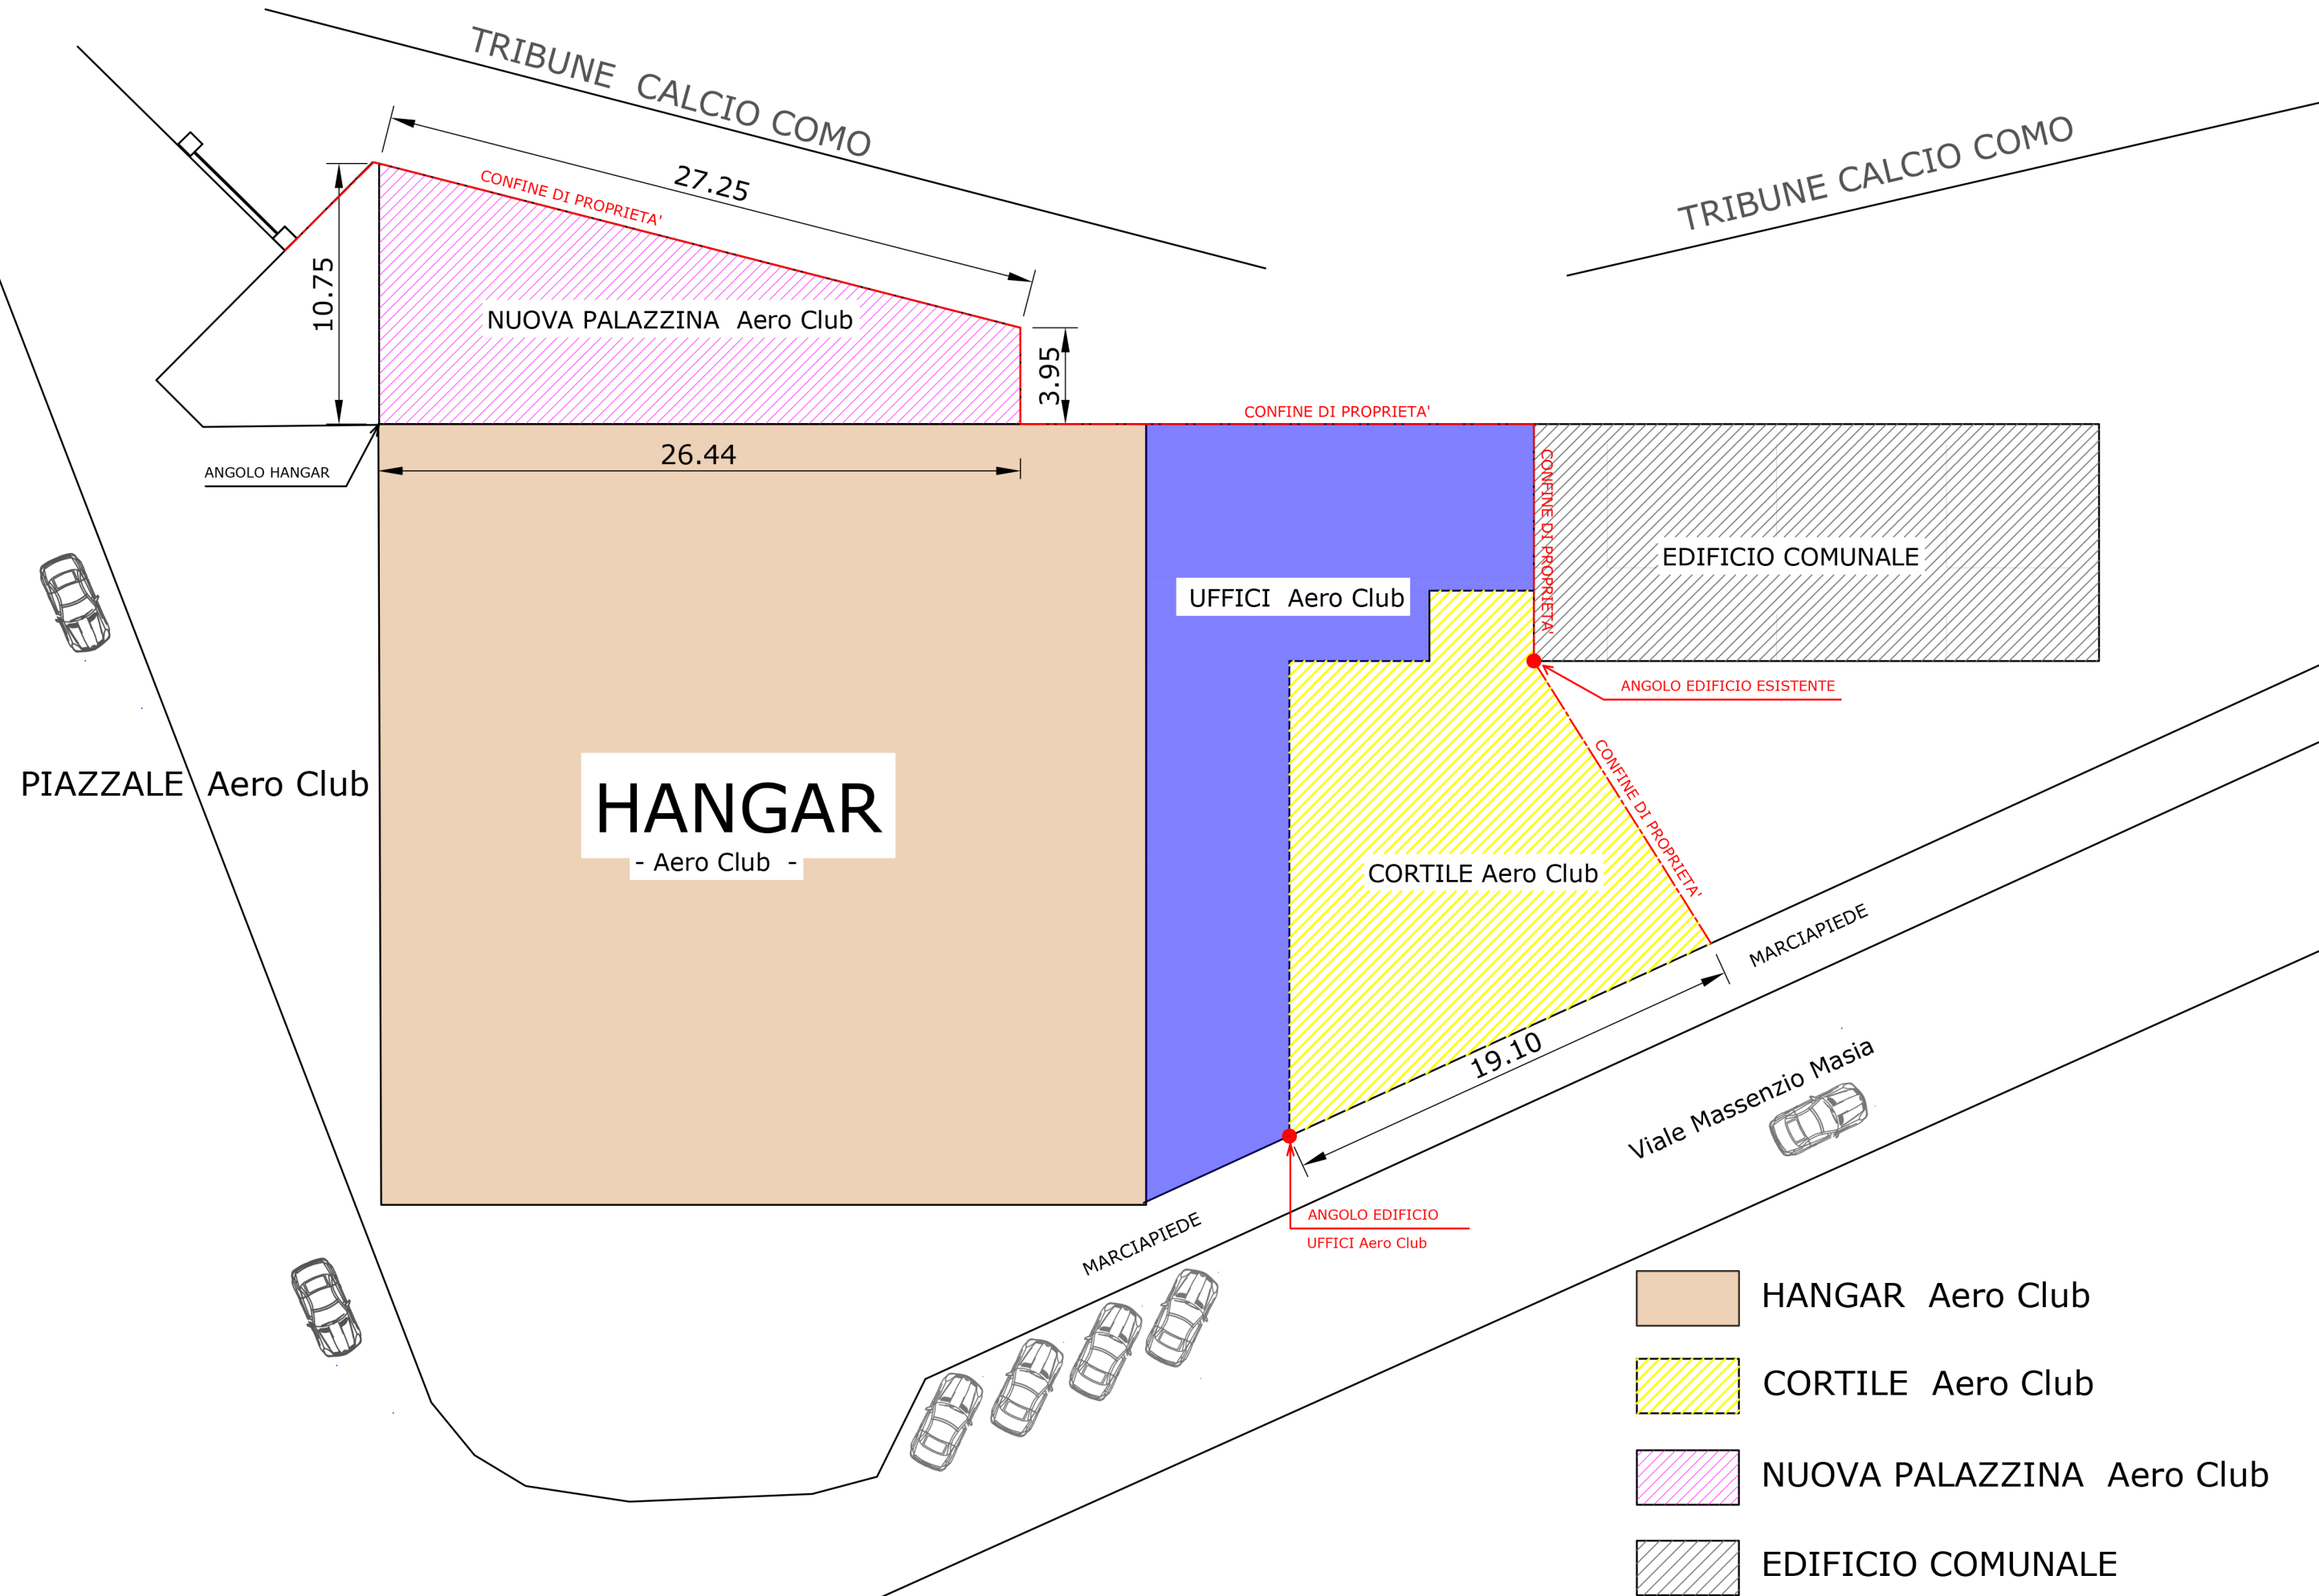 TRIBUNE CALCIO COMO
TRIBUNE CALCIO COMO
27.25
CONFINE DI PROPRIETA'
10.75
NUOVA PALAZZINA Aero Club
3.95
CONFINE DI PROPRIETA'
26.44
ANGOLO HANGAR
CONFINE DI PROPRIETA'
EDIFICIO COMUNALE
UFFICI Aero Club
ANGOLO EDIFICIO ESISTENTE
PIAZZALE Aero Club
HANGAR
- Aero Club -
CONFINE DI PROPRIETA'
CORTILE Aero Club
MARCIAPIEDE
19.10
Viale Massenzio Masia
MARCIAPIEDE
ANGOLO EDIFICIO
UFFICI Aero Club
HANGAR Aero Club
CORTILE Aero Club
NUOVA PALAZZINA Aero Club
EDIFICIO COMUNALE